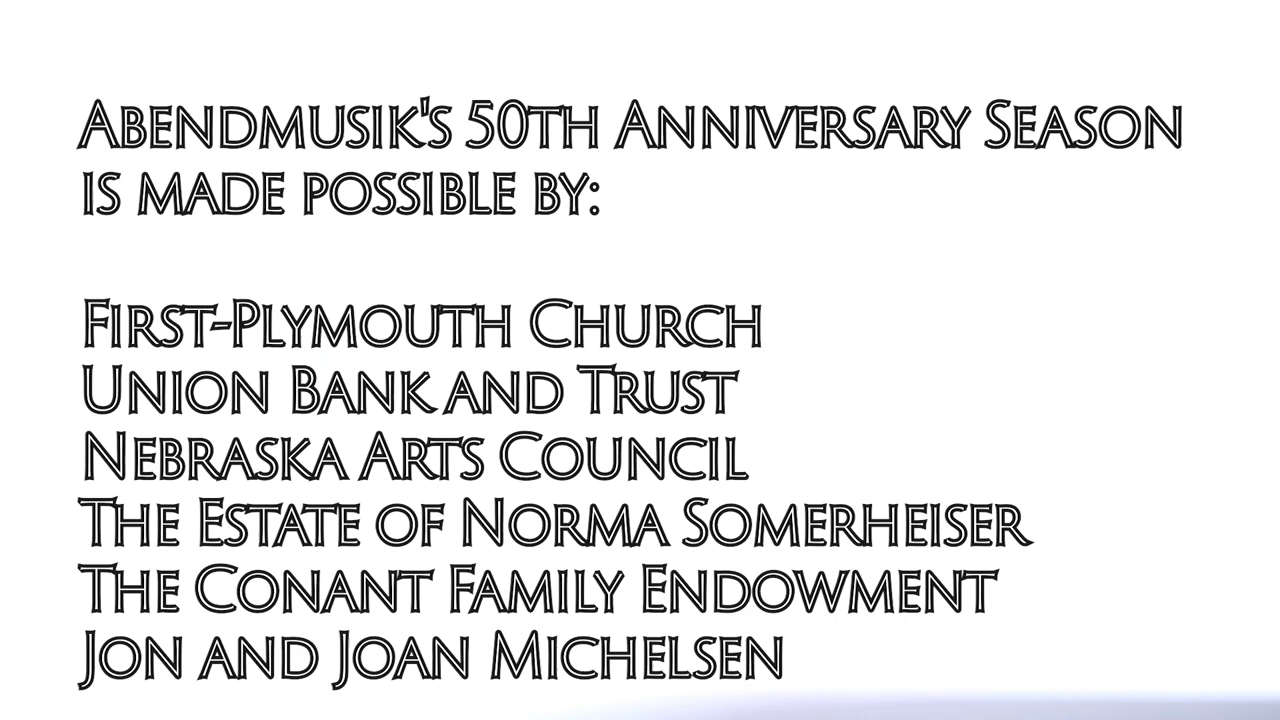 Abendmusik's 50th Anniversary Season
is made possible by:
First-Plymouth Church
Union Bank and Trust
Nebraska Arts Council
The Estate of Norma Somerheiser
The Conant Family Endowment
Jon and Joan Michelsen